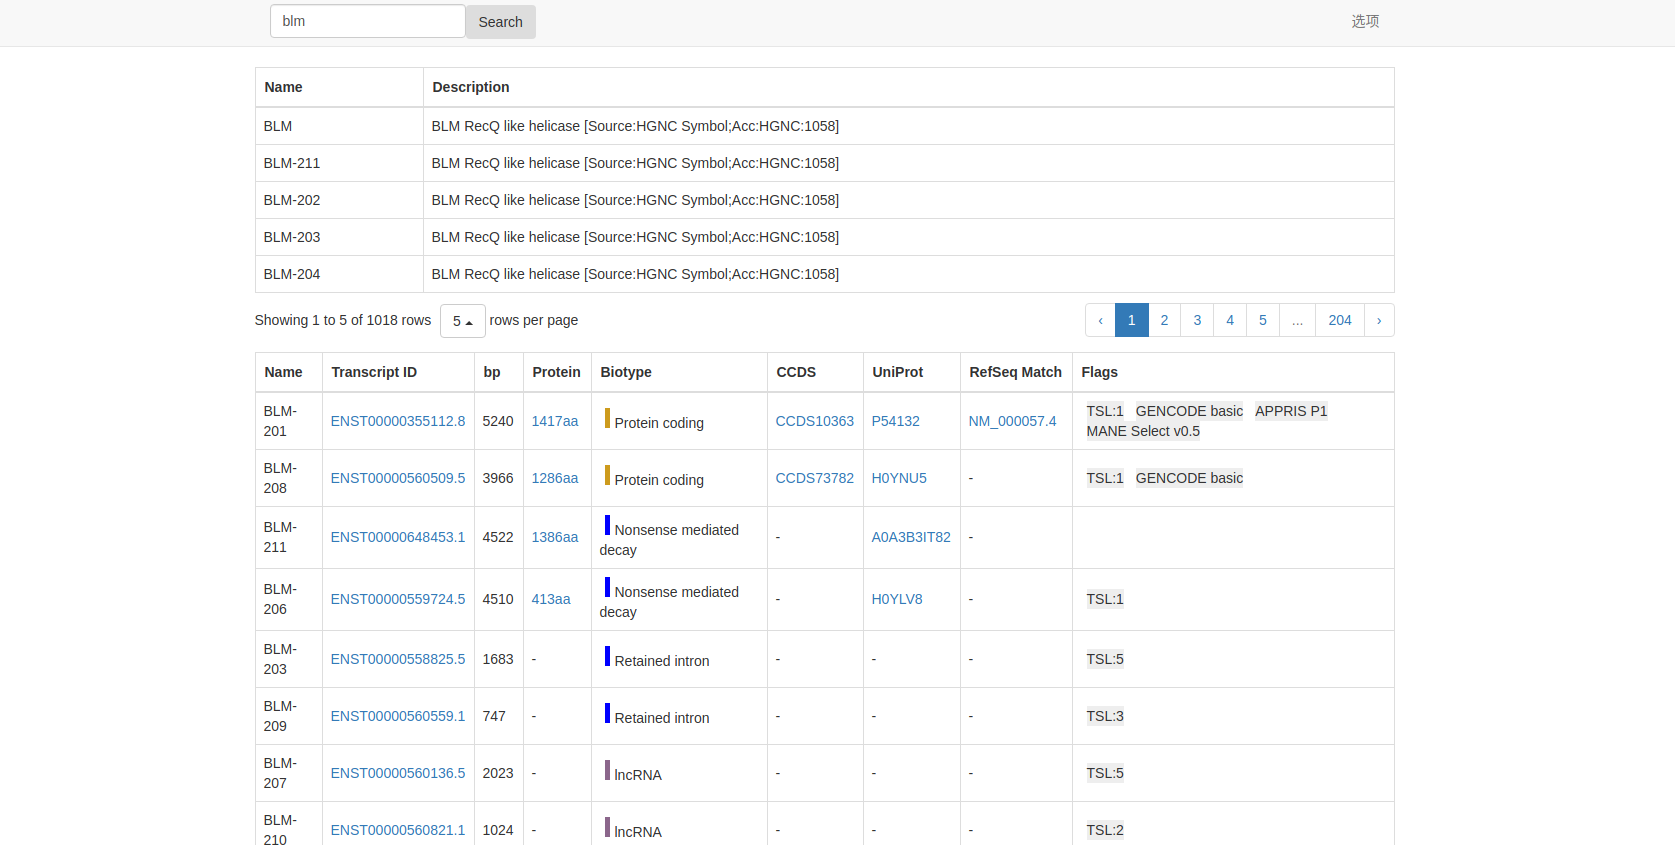 blm Search 选项
Name Description
BLM BLM RecQ like helicase [Source:HGNC Symbol;Acc:HGNC:1058]
BLM-211 BLM RecQ like helicase [Source:HGNC Symbol;Acc:HGNC:1058]
BLM-202 BLM RecQ like helicase [Source:HGNC Symbol;Acc:HGNC:1058]
BLM-203 BLM RecQ like helicase [Source:HGNC Symbol;Acc:HGNC:1058]
BLM-204 BLM RecQ like helicase [Source:HGNC Symbol;Acc:HGNC:1058]
Showing 1 to 5 of 1018 rows 5 rows per page ‹ 1 2 3 4 5 ... 204 ›
Name Transcript ID bp Protein Biotype CCDS UniProt RefSeq Match Flags
BLM-
201 ENST00000355112.8 5240 1417aa Protein coding CCDS10363 P54132 NM_000057.4 TSL:1 GENCODE basic APPRIS P1
MANE Select v0.5
BLM-
208 ENST00000560509.5 3966 1286aa Protein coding CCDS73782 H0YNU5 - TSL:1 GENCODE basic
BLM-
211 ENST00000648453.1 4522 1386aa Nonsense mediated
decay - A0A3B3IT82 -
BLM-
206 ENST00000559724.5 4510 413aa Nonsense mediated
decay - H0YLV8 - TSL:1
BLM-
203 ENST00000558825.5 1683 - Retained intron - - - TSL:5
BLM-
209 ENST00000560559.1 747 - Retained intron - - - TSL:3
BLM-
207 ENST00000560136.5 2023 - lncRNA - - - TSL:5
BLM-
210 ENST00000560821.1 1024 - lncRNA - - - TSL:2